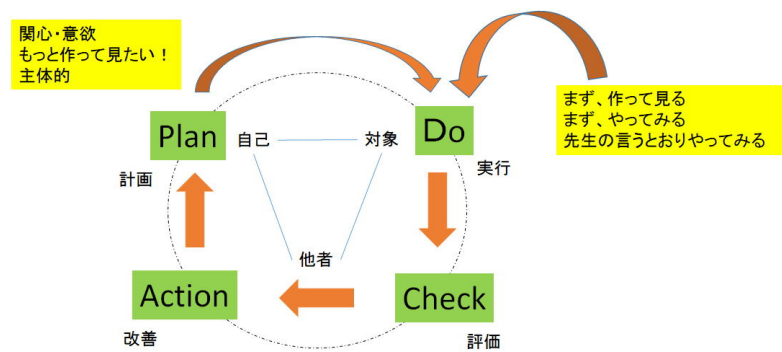 関心・意欲
もっと作って見たい！
主体的
まず、作って見る
まず、やってみる
先生の言うとおりやってみる
Plan
自己
対象
Do
計画
実行
他者
Action
Check
改善
評価